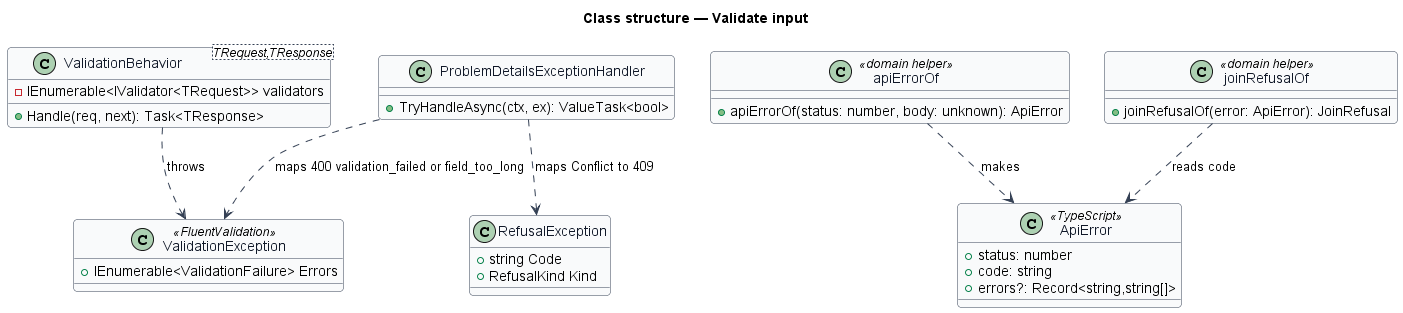 Class structure — Validate input
C ValidationBehavior
TRequest,TResponse
IEnumerable<IValidator<TRequest>> validators
Handle(req, next): Task<TResponse>
C ProblemDetailsExceptionHandler
TryHandleAsync(ctx, ex): ValueTask<bool>
C «domain helper»
apiErrorOf
apiErrorOf(status: number, body: unknown): ApiError
C «domain helper»
joinRefusalOf
joinRefusalOf(error: ApiError): JoinRefusal
throws
maps 400 validation_failed or field_too_long
maps Conflict to 409
makes
reads code
C «FluentValidation»
ValidationException
IEnumerable<ValidationFailure> Errors
C RefusalException
string Code
RefusalKind Kind
C «TypeScript»
ApiError
status: number
code: string
errors?: Record<string,string[]>